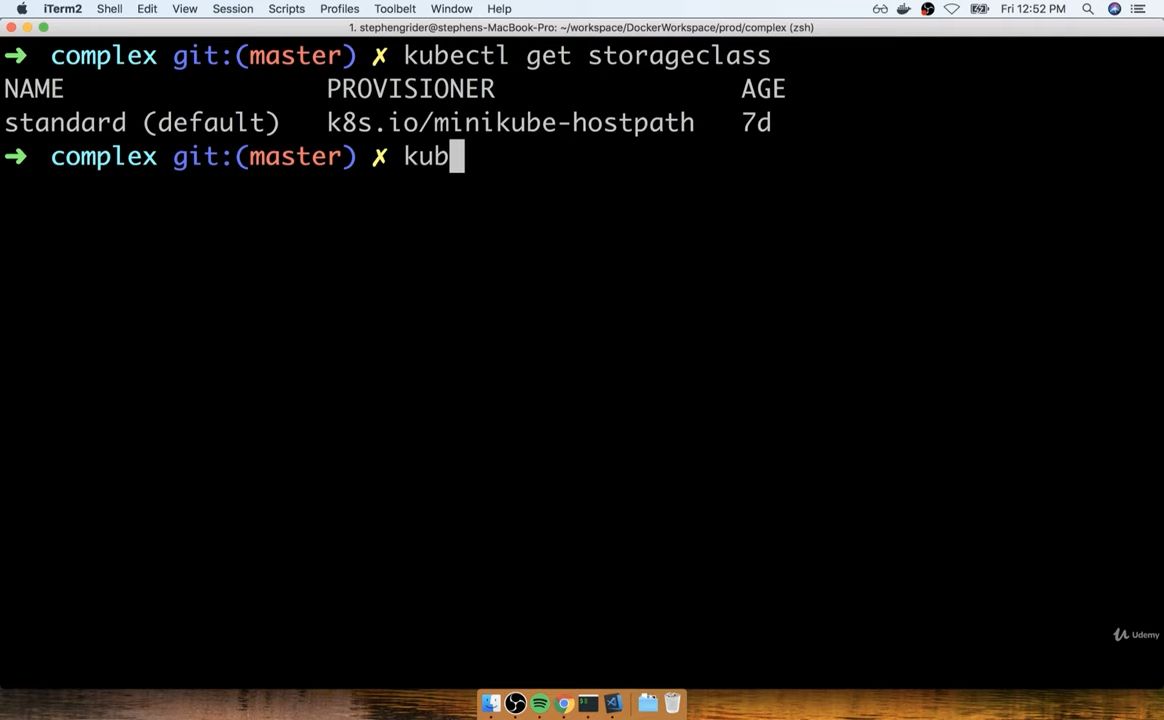 iTerm2 Shell Edit View Session Scripts Profiles Toolbelt Window Help Fri 12:52 PM
1. stephengrider@stephens-MacBook-Pro: ~/workspace/DockerWorkspace/prod/complex (zsh)
➜ complex git:(master) ✗ kubectl get storageclass
NAME PROVISIONER AGE
standard (default) k8s.io/minikube-hostpath 7d
➜ complex git:(master) ✗ kub
Udemy